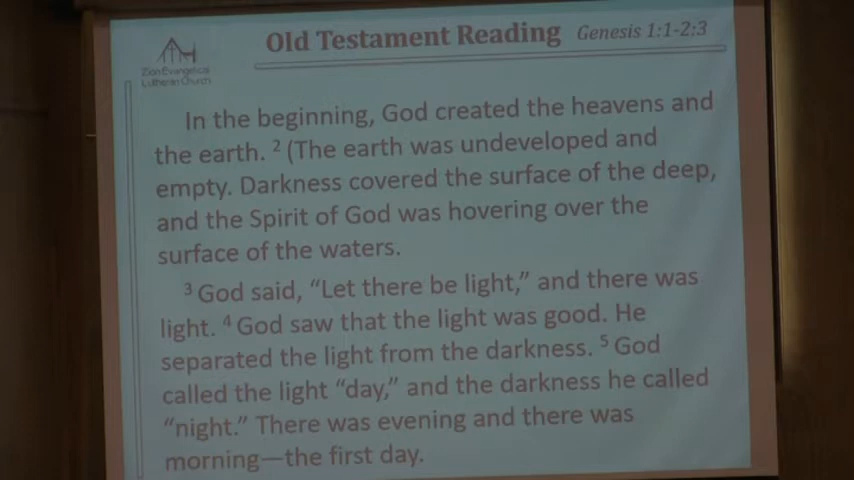 Old Testament Reading Genesis 1:1-2:3
Zion Evangelical
Lutheran Church
In the beginning, God created the heavens and
the earth. 2 (The earth was undeveloped and
empty. Darkness covered the surface of the deep,
and the Spirit of God was hovering over the
surface of the waters.
3 God said, “Let there be light,” and there was
light. 4 God saw that the light was good. He
separated the light from the darkness. 5 God
called the light “day,” and the darkness he called
“night.” There was evening and there was
morning—the first day.